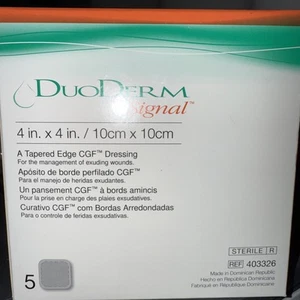 DUODERM
Signal™
4 in. x 4 in. / 10cm x 10cm
A Tapered Edge CGF™ Dressing
For the management of exuding wounds.
Apósito de borde perfilado CGF™
Para el manejo de heridas exudantes.
Un pansement CGF™ à bords amincis
Pour la prise en charge des plaies exsudatives.
Curativo CGF™ com Bordas Arredondadas
Para o controle de feridas exsudativas.
STERILE R
REF 403326
Made in Dominican Republic
Hecho en República Dominicana
Fabriqué en République Dominicaine
5